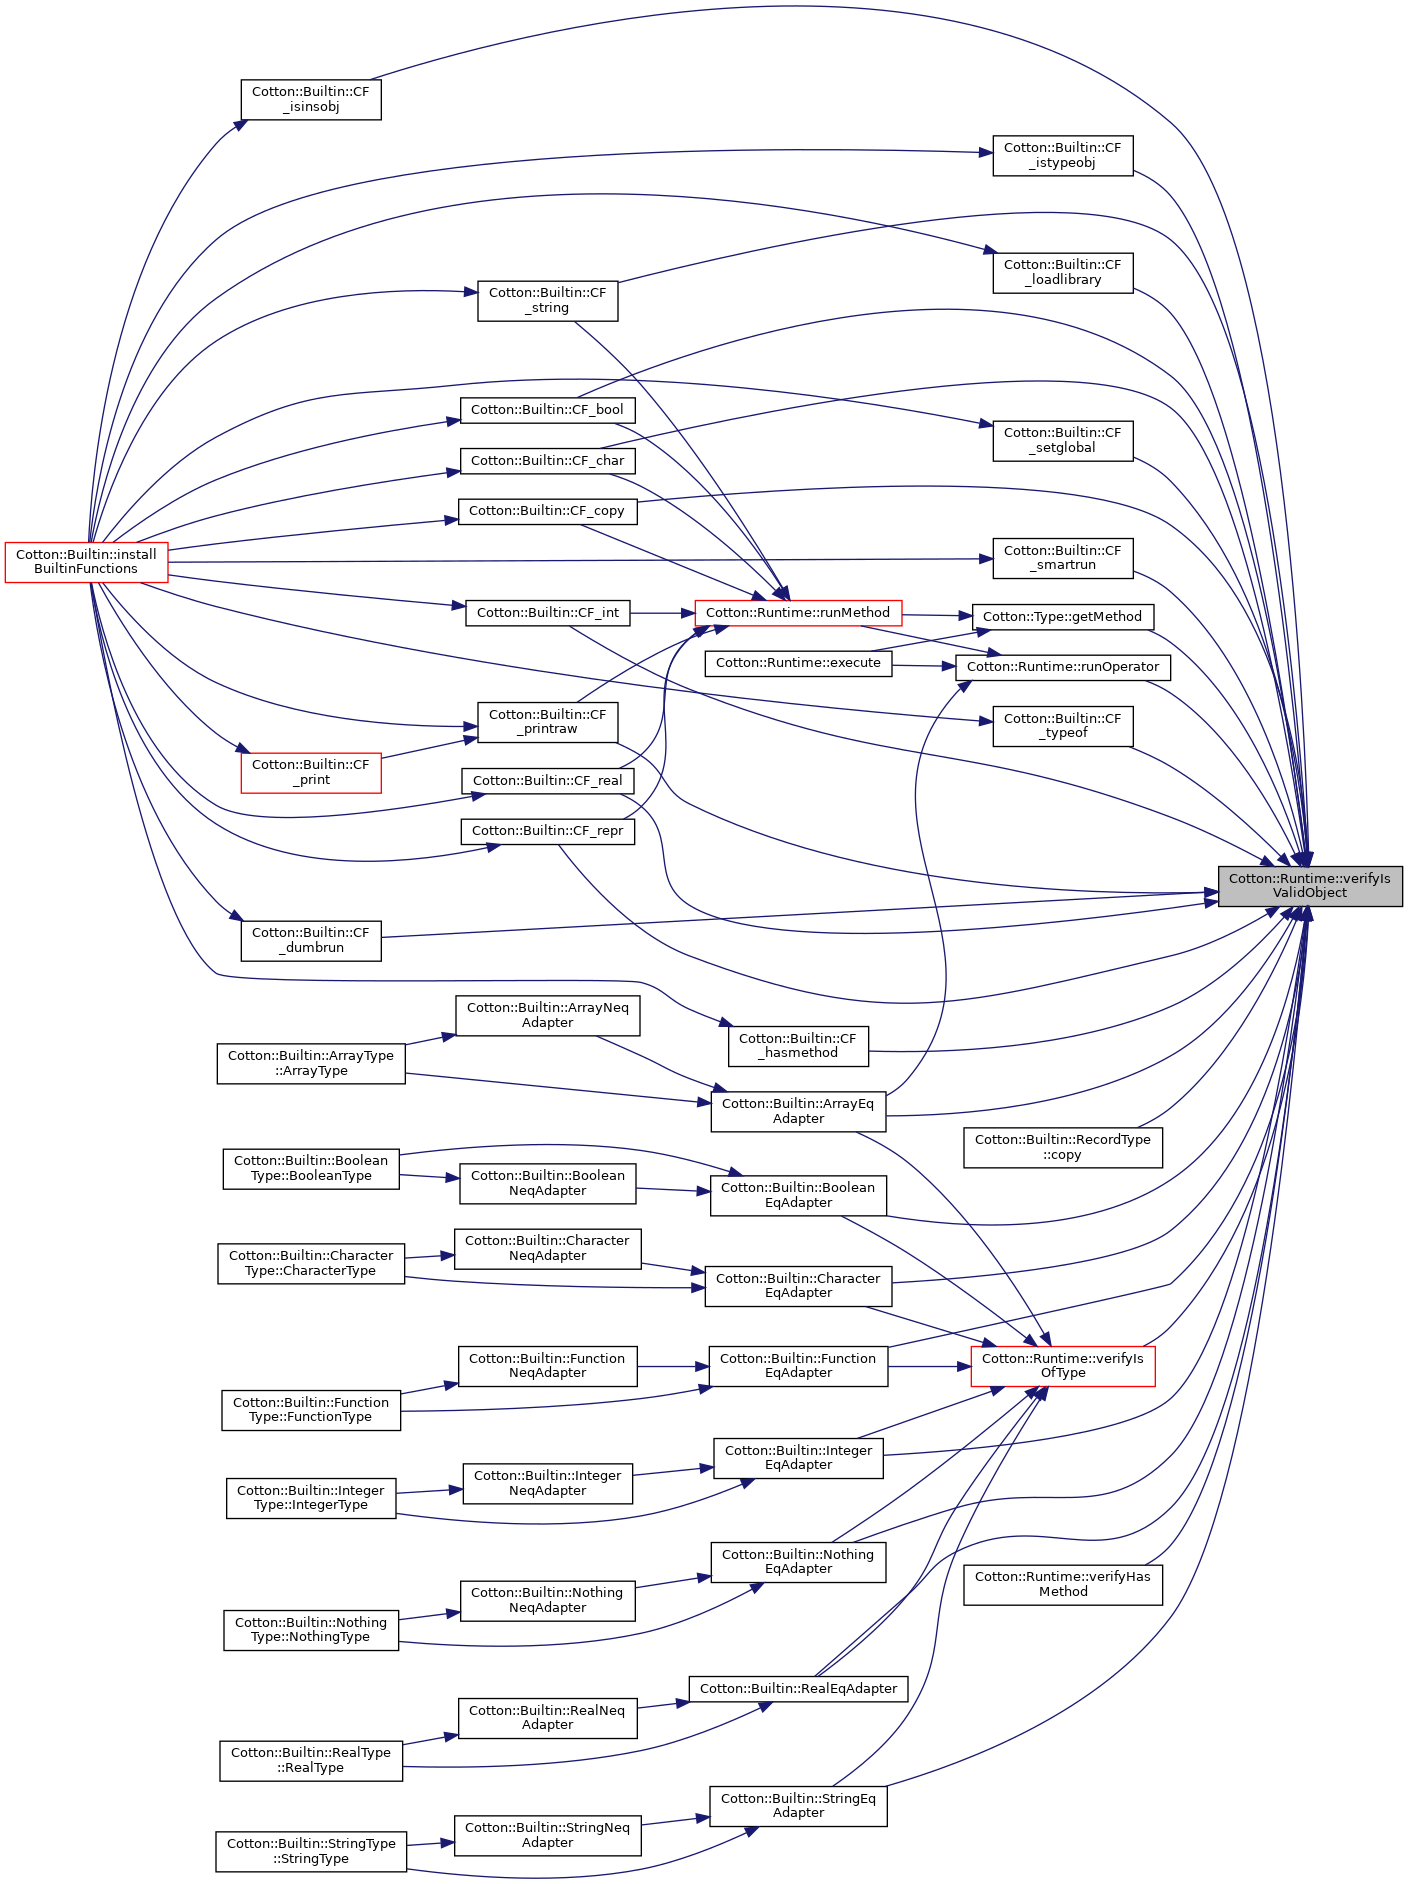 Cotton::Builtin::CF
_isinsobj
Cotton::Builtin::CF
_istypeobj
Cotton::Builtin::CF
_loadlibrary
Cotton::Builtin::CF
_string
Cotton::Builtin::CF_bool
Cotton::Builtin::CF
_setglobal
Cotton::Builtin::CF_char
Cotton::Builtin::CF_copy
Cotton::Builtin::install
BuiltinFunctions
Cotton::Builtin::CF
_smartrun
Cotton::Builtin::CF_int
Cotton::Runtime::runMethod
Cotton::Type::getMethod
Cotton::Runtime::execute
Cotton::Runtime::runOperator
Cotton::Builtin::CF
_printraw
Cotton::Builtin::CF
_typeof
Cotton::Builtin::CF
_print
Cotton::Builtin::CF_real
Cotton::Builtin::CF_repr
Cotton::Runtime::verifyIs
ValidObject
Cotton::Builtin::CF
_dumbrun
Cotton::Builtin::ArrayNeq
Adapter
Cotton::Builtin::CF
_hasmethod
Cotton::Builtin::ArrayType
::ArrayType
Cotton::Builtin::ArrayEq
Adapter
Cotton::Builtin::RecordType
::copy
Cotton::Builtin::Boolean
Type::BooleanType
Cotton::Builtin::Boolean
NeqAdapter
Cotton::Builtin::Boolean
EqAdapter
Cotton::Builtin::Character
Type::CharacterType
Cotton::Builtin::Character
NeqAdapter
Cotton::Builtin::Character
EqAdapter
Cotton::Builtin::Function
NeqAdapter
Cotton::Builtin::Function
EqAdapter
Cotton::Runtime::verifyIs
OfType
Cotton::Builtin::Function
Type::FunctionType
Cotton::Builtin::Integer
EqAdapter
Cotton::Builtin::Integer
NeqAdapter
Cotton::Builtin::Integer
Type::IntegerType
Cotton::Builtin::Nothing
EqAdapter
Cotton::Runtime::verifyHas
Method
Cotton::Builtin::Nothing
NeqAdapter
Cotton::Builtin::Nothing
Type::NothingType
Cotton::Builtin::RealEqAdapter
Cotton::Builtin::RealNeq
Adapter
Cotton::Builtin::RealType
::RealType
Cotton::Builtin::StringEq
Adapter
Cotton::Builtin::StringNeq
Adapter
Cotton::Builtin::StringType
::StringType